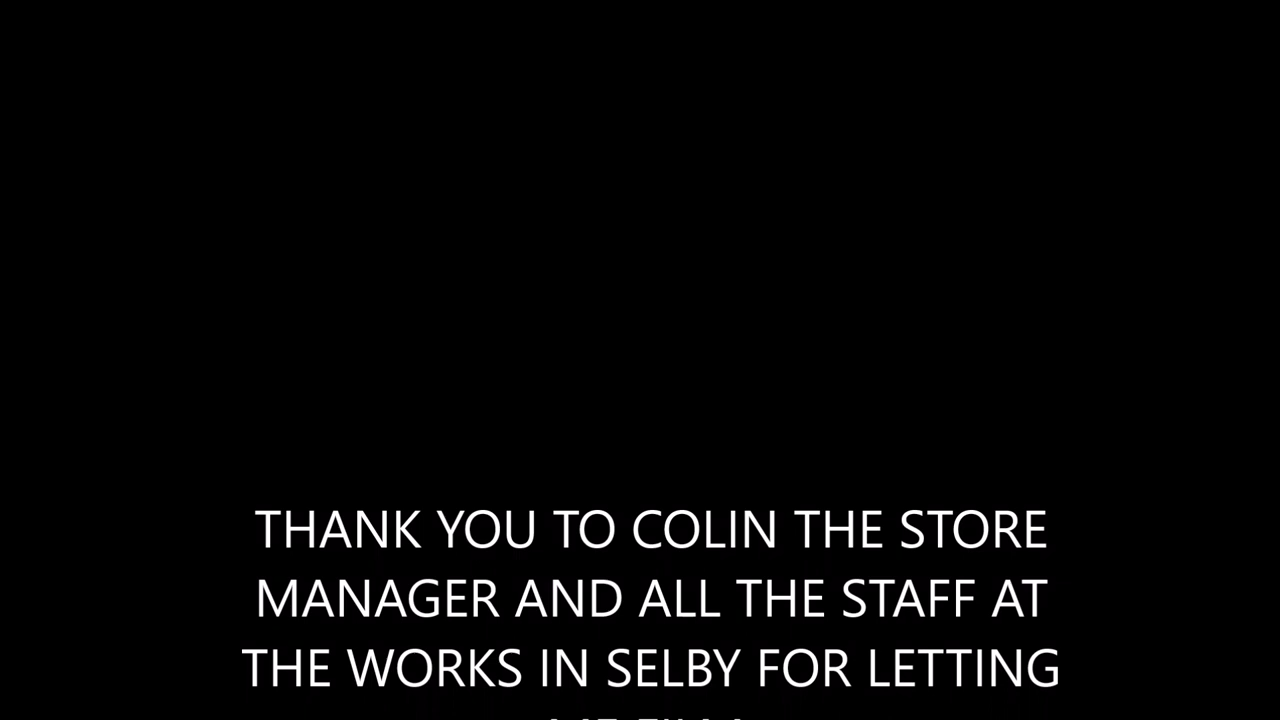 THANK YOU TO COLIN THE STORE
MANAGER AND ALL THE STAFF AT
THE WORKS IN SELBY FOR LETTING